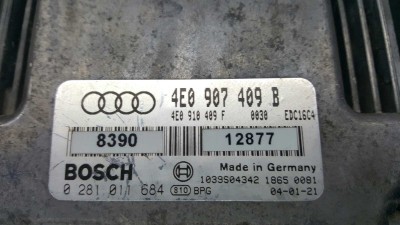 4E0 907 409 B
4E0 910 409 F 0030 EDC16C4
8390 12877
BOSCH Made in Germany
1039S04342 1865 0081
0 281 011 684 810 BPG 04-01-21